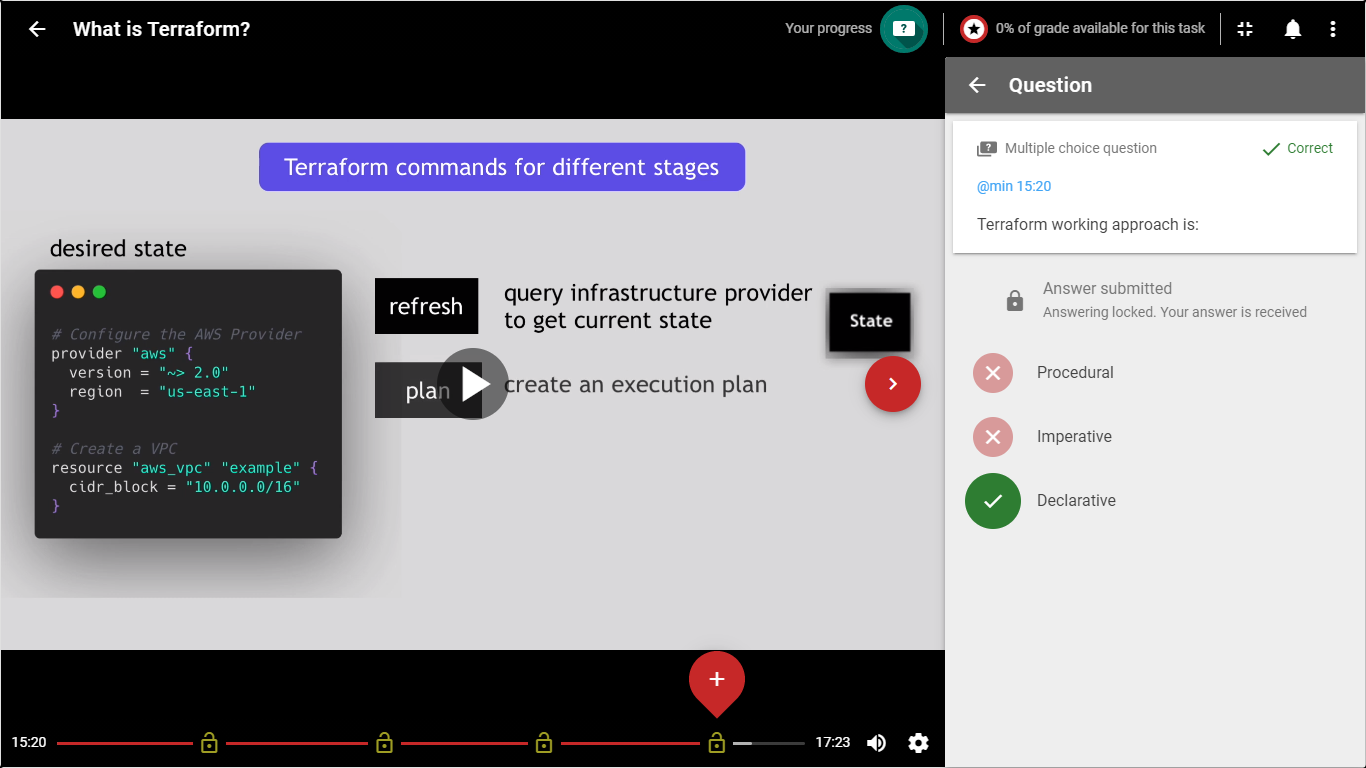 What is Terraform?
Your progress
0% of grade available for this task
Terraform commands for different stages
desired state
# Configure the AWS Provider
provider "aws" {
version = "~> 2.0"
region = "us-east-1"
}
# Create a VPC
resource "aws_vpc" "example" {
cidr_block = "10.0.0.0/16"
}
refresh
query infrastructure provider
to get current state
State
plan
create an execution plan
15:20
17:23
Question
Multiple choice question
Correct
@min 15:20
Terraform working approach is:
Answer submitted
Answering locked. Your answer is received
Procedural
Imperative
Declarative